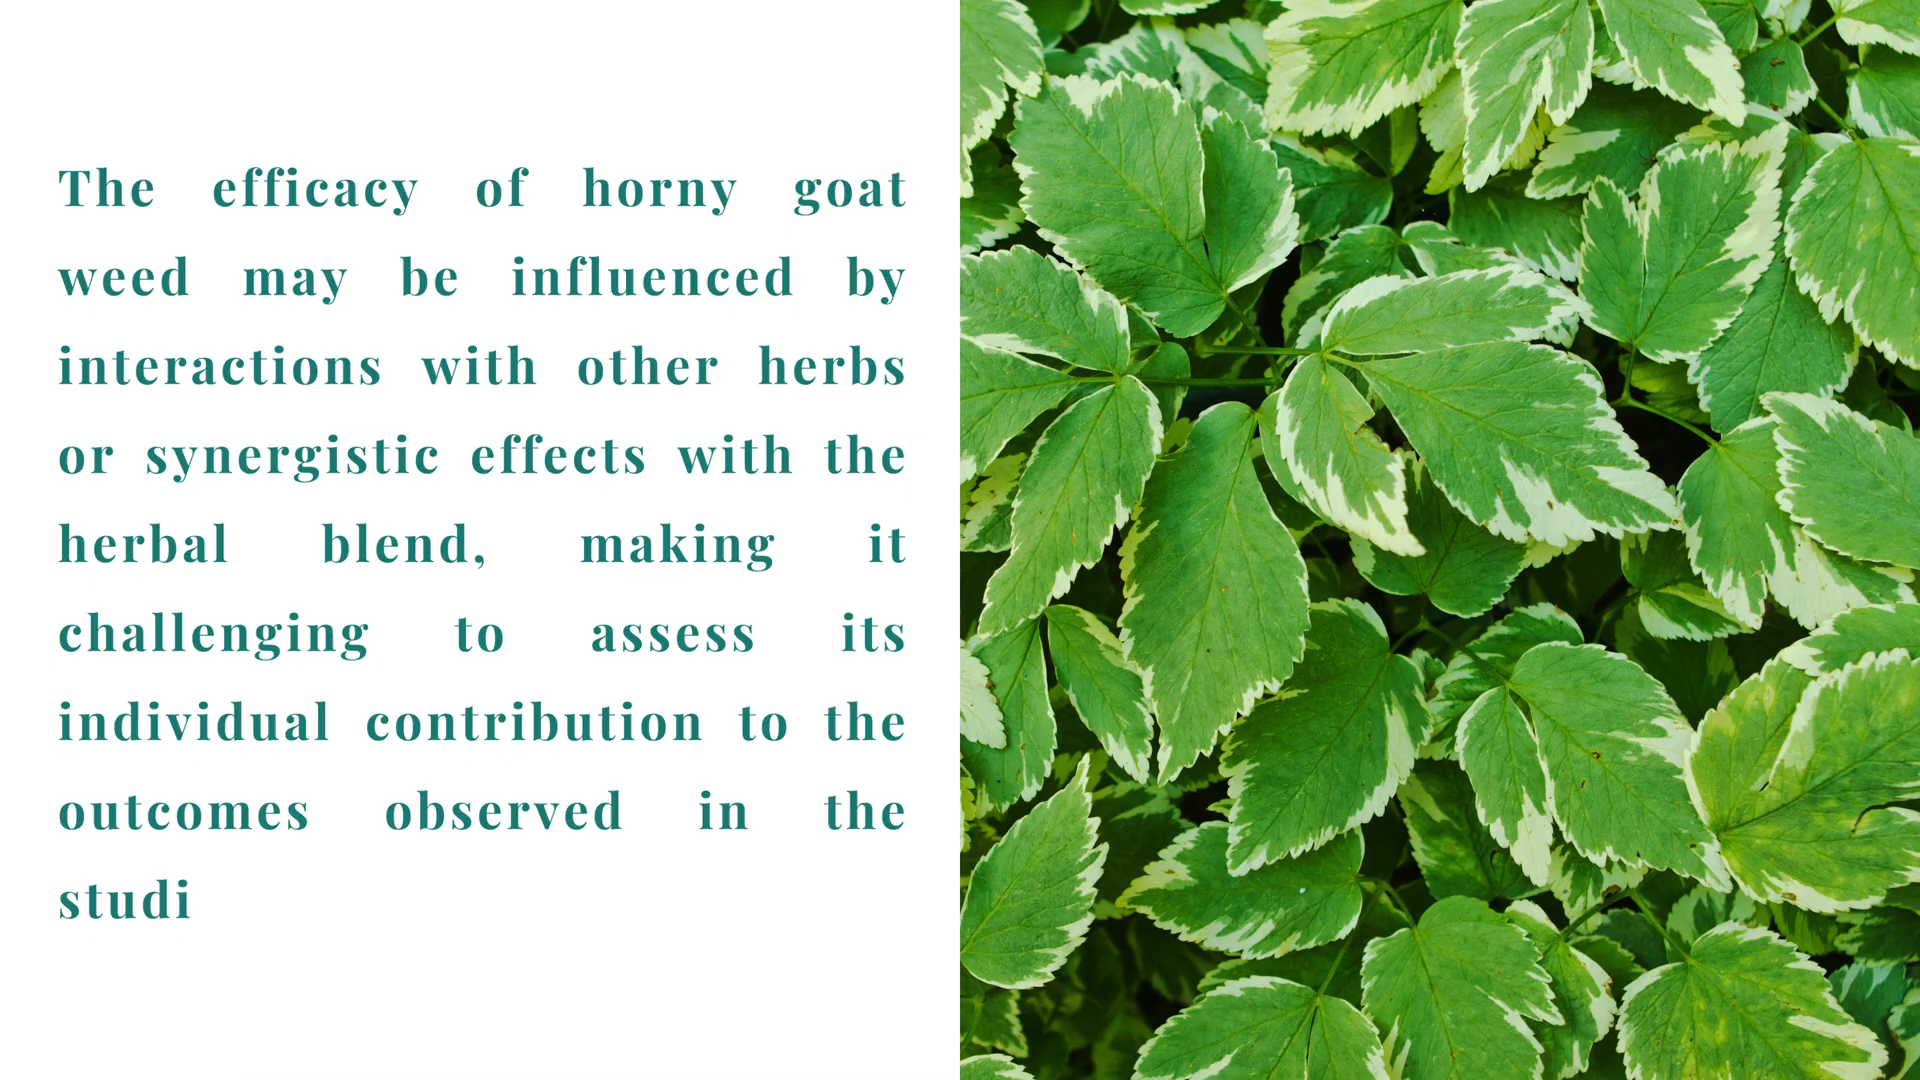 The efficacy of horny goat
weed may be influenced by
interactions with other herbs
or synergistic effects with the
herbal blend, making it
challenging to assess its
individual contribution to the
outcomes observed in the
studi